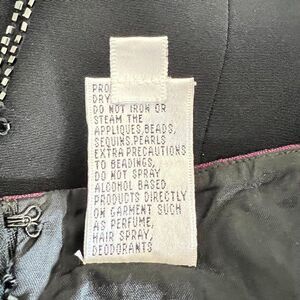 PRO
DRY
DO NOT IRON OR
STEAM THE
APPLIQUES,BEADS,
SEQUINS,PEARLS
EXTRA PRECAUTIONS
TO BEADINGS,
DO NOT SPRAY
ALCOHOL BASED
PRODUCTS DIRECTLY
ON GARMENT SUCH
AS PERFUME,
HAIR SPRAY,
DEODORANTS